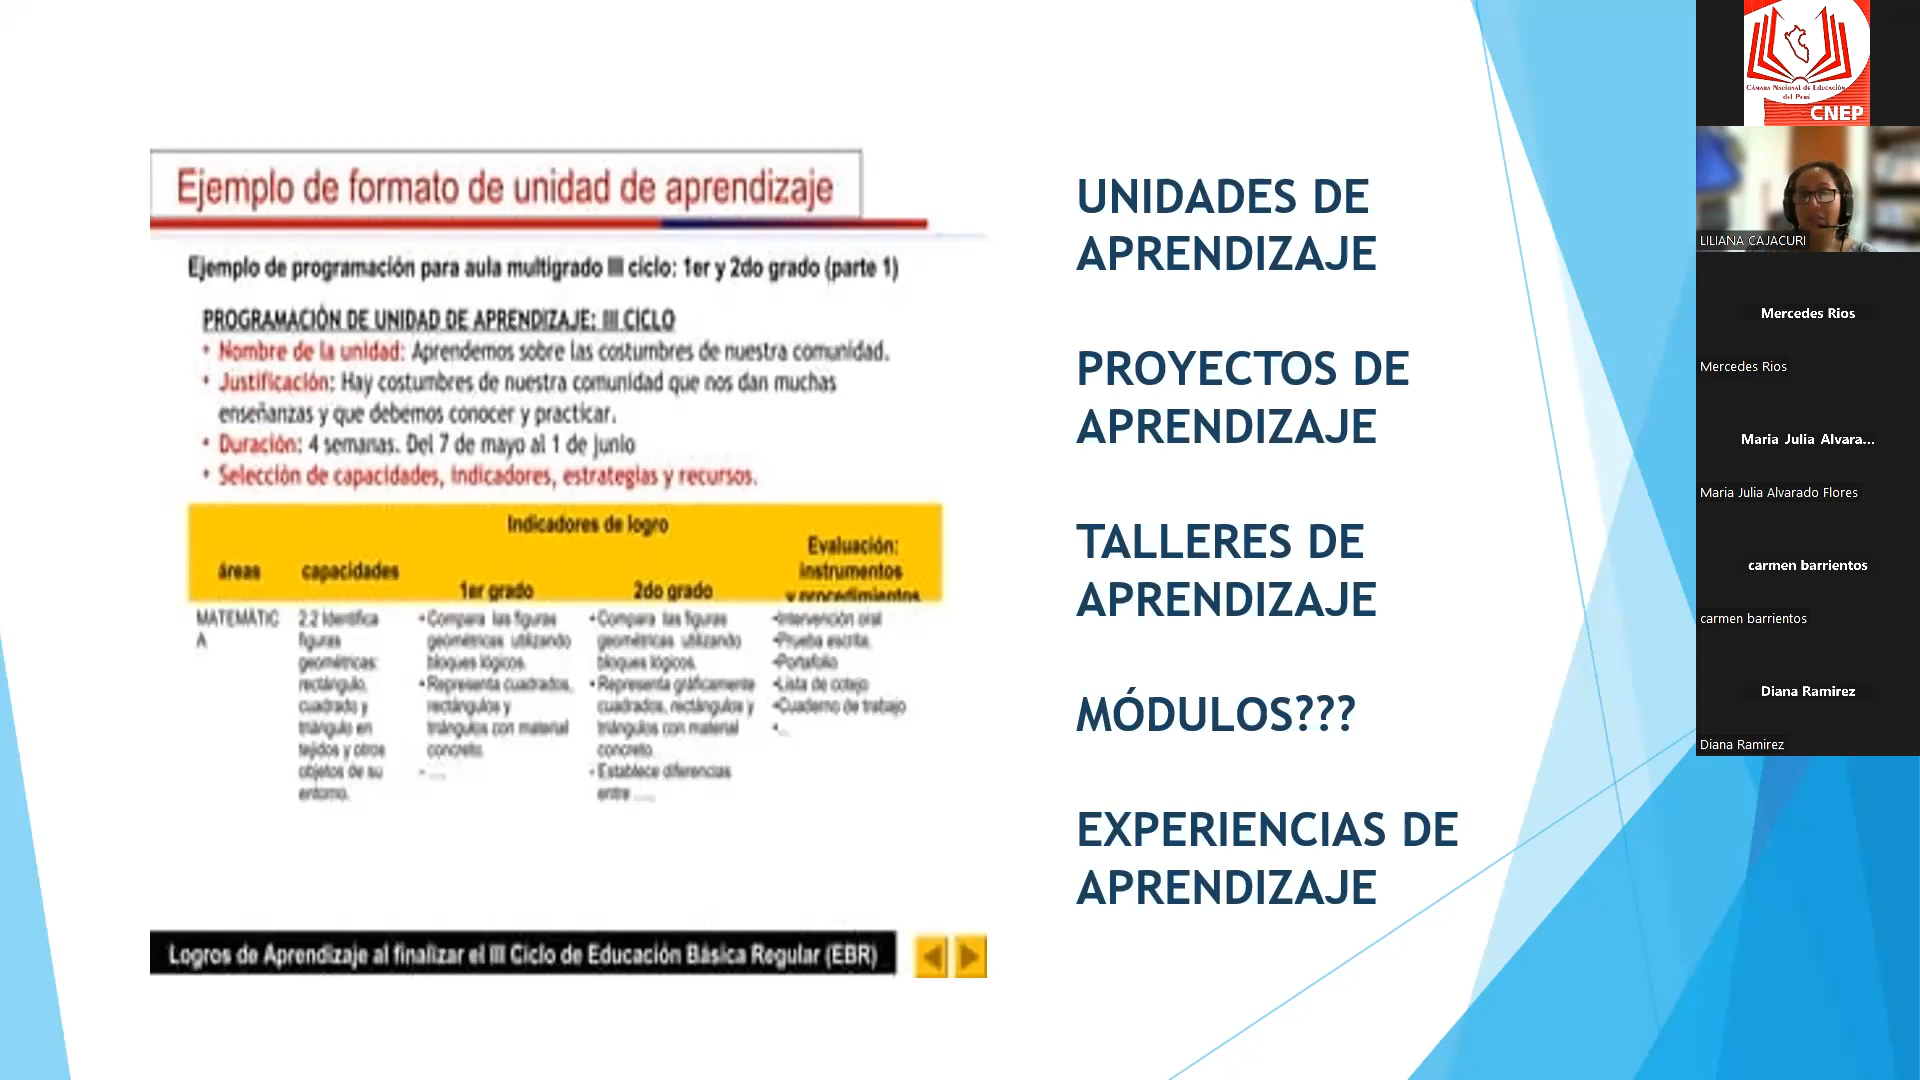 Ejemplo de formato de unidad de aprendizaje
Ejemplo de programación para aula multigrado III ciclo: 1er y 2do grado (parte 1)
PROGRAMACIÓN DE UNIDAD DE APRENDIZAJE: III CICLO
• Nombre de la unidad: Aprendemos sobre las costumbres de nuestra comunidad.
• Justificación: Hay costumbres de nuestra comunidad que nos dan muchas
enseñanzas y que debemos conocer y practicar.
• Duración: 4 semanas. Del 7 de mayo al 1 de junio
• Selección de capacidades, indicadores, estrategias y recursos.
áreas
capacidades
Indicadores de logro
1er grado
2do grado
Evaluación:
instrumentos
y procedimientos
MATEMÁTIC
A
2.2 Identifica
figuras
geométricas:
rectángulo,
cuadrado y
triángulo en
tejidos y otros
objetos de su
entorno.
• Compara las figuras
geométricas utilizando
bloques lógicos.
• Representa cuadrados,
rectángulos y
triángulos con material
concreto.
• ....
• Compara las figuras
geométricas utilizando
bloques lógicos.
• Representa gráficamente
cuadrados, rectángulos y
triángulos con material
concreto.
• Establece diferencias
entre .....
•Intervención oral
•Prueba escrita.
•Portafolio
•Lista de cotejo
•Cuaderno de trabajo
•...
Logros de Aprendizaje al finalizar el III Ciclo de Educación Básica Regular (EBR)
UNIDADES DE
APRENDIZAJE
PROYECTOS DE
APRENDIZAJE
TALLERES DE
APRENDIZAJE
MÓDULOS???
EXPERIENCIAS DE
APRENDIZAJE
Cámara Nacional de Educación
del Perú
CNEP
LILIANA CAJACURI
Mercedes Rios
Mercedes Rios
Maria Julia Alvara...
Maria Julia Alvarado Flores
carmen barrientos
carmen barrientos
Diana Ramirez
Diana Ramirez